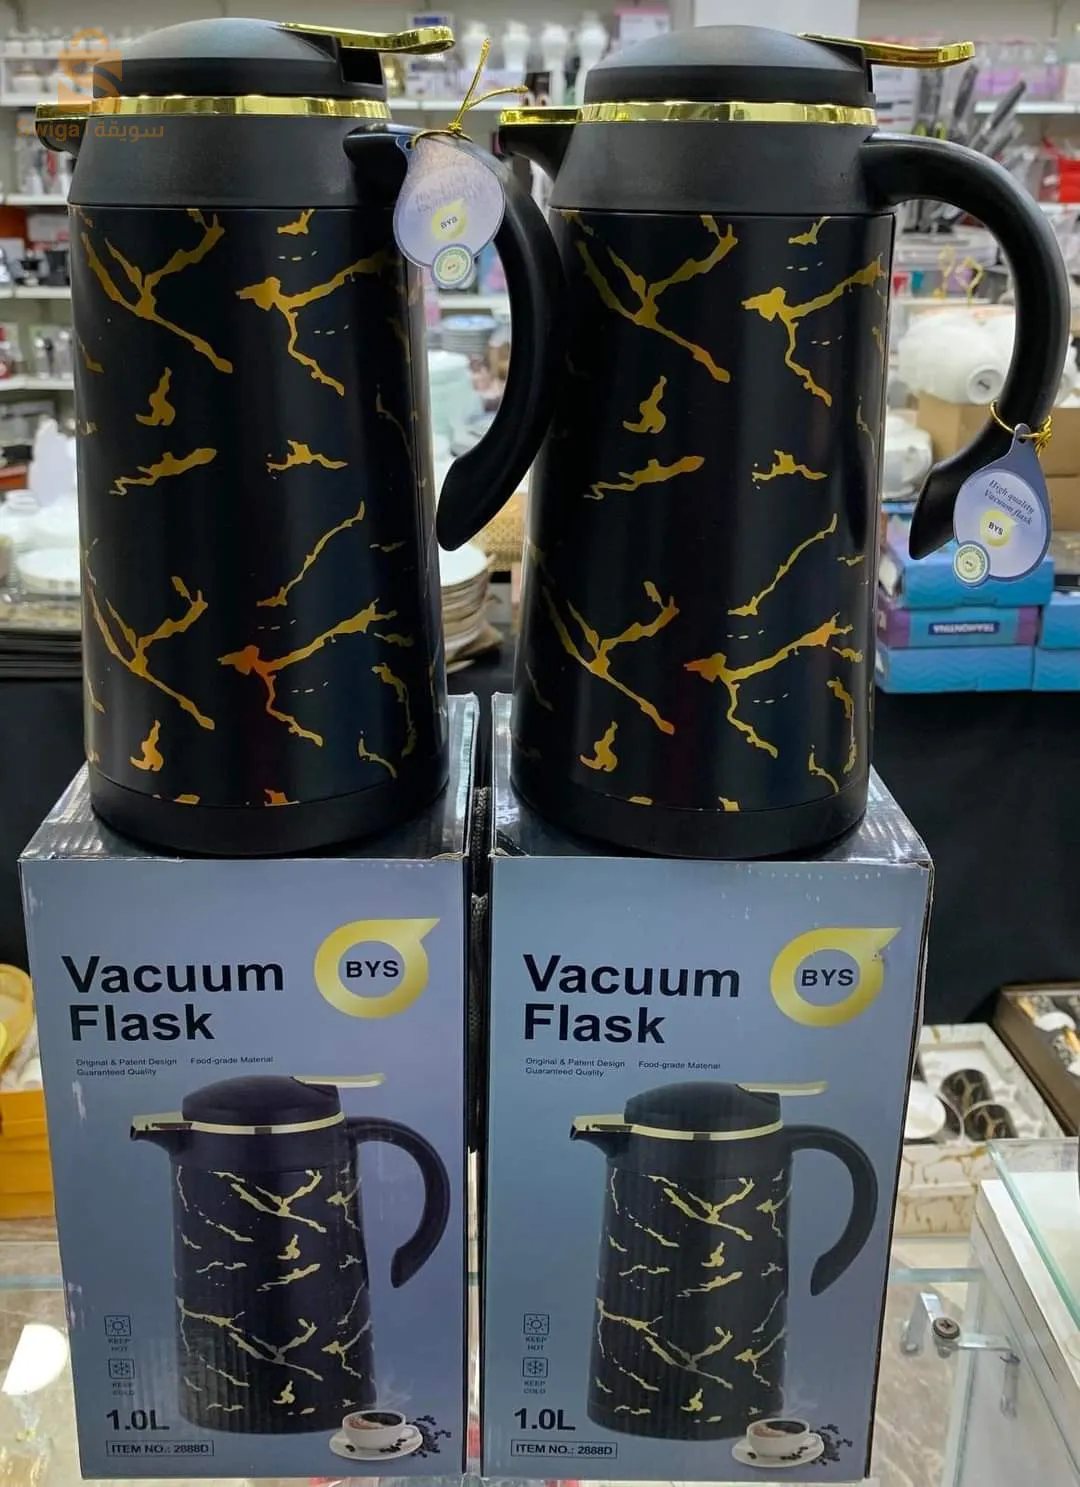 Swiga سويقة
BYS
High quality
Vacuum flask
BYS
TRAMONTINA
Vacuum
Flask
BYS
Original & Patent Design Food-grade Material
Guaranteed Quality
KEEP
HOT
KEEP
COLD
1.0L
ITEM NO.: 2888D
Vacuum
Flask
BYS
Original & Patent Design Food-grade Material
Guaranteed Quality
KEEP
HOT
KEEP
COLD
1.0L
ITEM NO.: 2888D